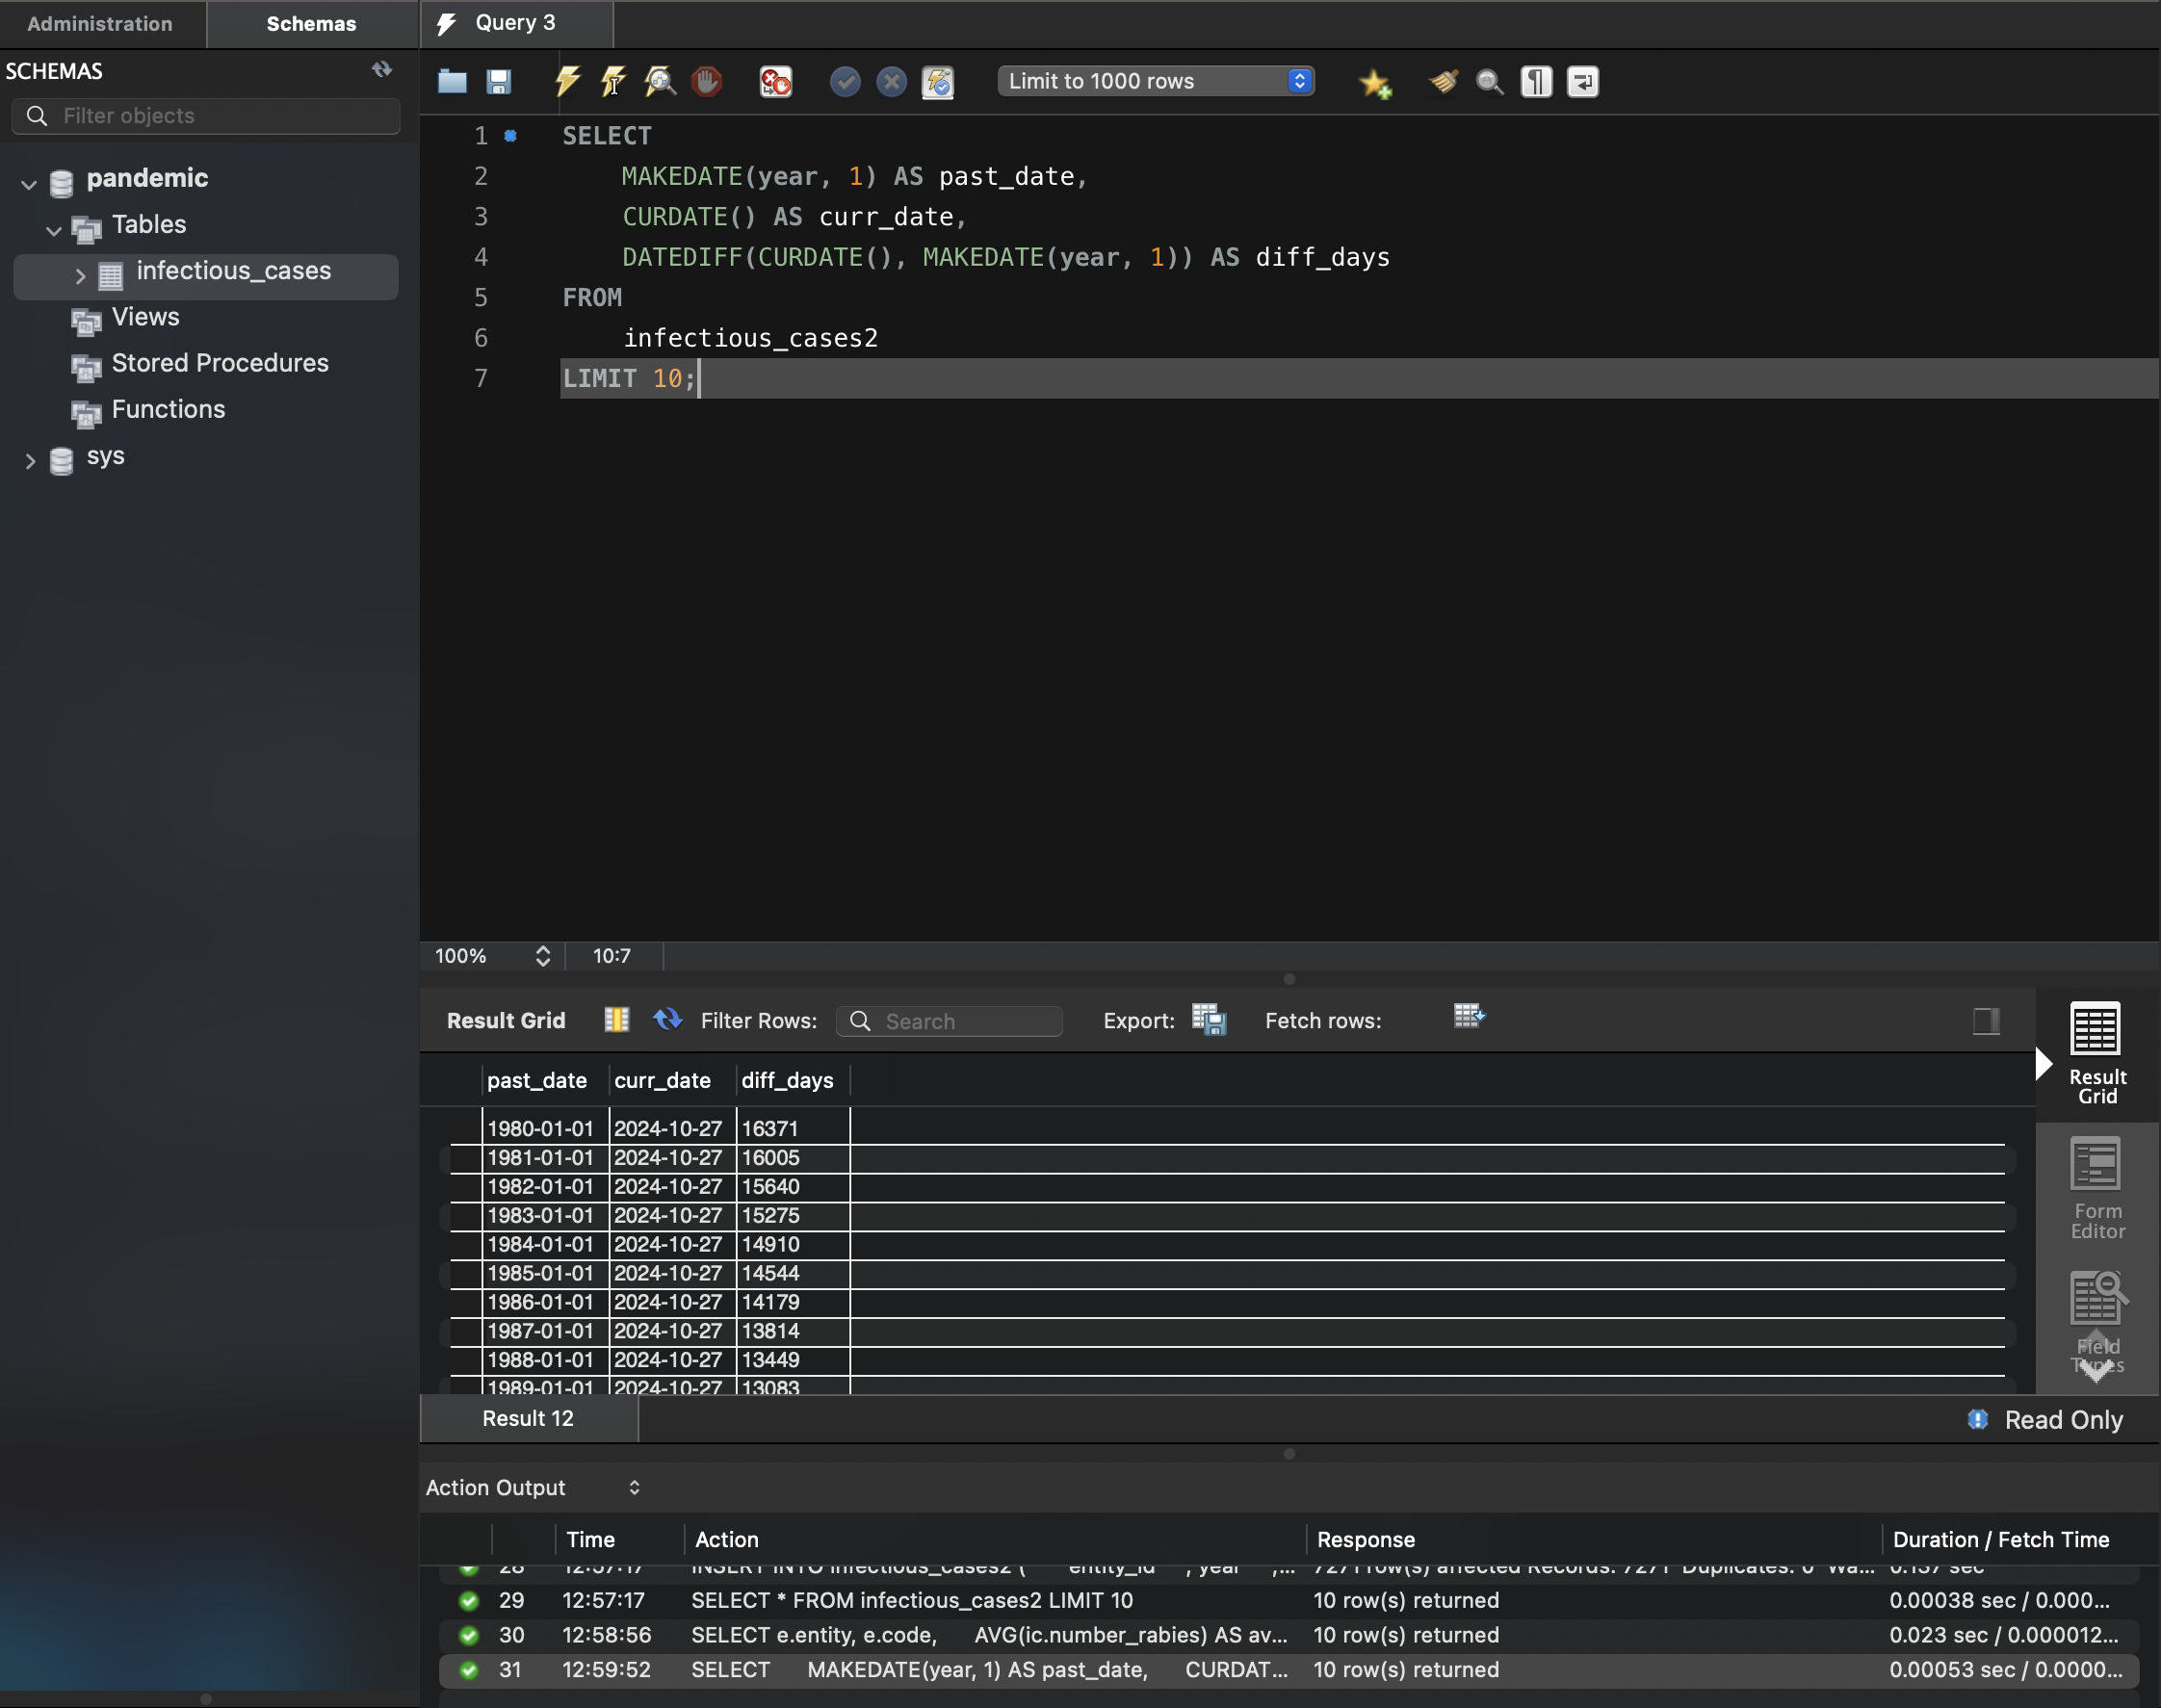 Administration
Schemas
Query 3
SCHEMAS
Filter objects
Limit to 1000 rows
pandemic
Tables
infectious_cases
Views
Stored Procedures
Functions
sys
1 SELECT
2 MAKEDATE(year, 1) AS past_date,
3 CURDATE() AS curr_date,
4 DATEDIFF(CURDATE(), MAKEDATE(year, 1)) AS diff_days
5 FROM
6 infectious_cases2
7 LIMIT 10;
100% 10:7
Result Grid Filter Rows: Search Export: Fetch rows:
past_date curr_date diff_days
1980-01-01 2024-10-27 16371
1981-01-01 2024-10-27 16005
1982-01-01 2024-10-27 15640
1983-01-01 2024-10-27 15275
1984-01-01 2024-10-27 14910
1985-01-01 2024-10-27 14544
1986-01-01 2024-10-27 14179
1987-01-01 2024-10-27 13814
1988-01-01 2024-10-27 13449
1989-01-01 2024-10-27 13083
Result
Grid
Form
Editor
Field
Types
Result 12
Read Only
Action Output
Time Action Response Duration / Fetch Time
28 12:57:17 INSERT INTO infectious_cases2 ( entity_id , year ,... 7271 row(s) affected Records: 7271 Duplicates: 0 Wa... 0.137 sec
29 12:57:17 SELECT * FROM infectious_cases2 LIMIT 10 10 row(s) returned 0.00038 sec / 0.000...
30 12:58:56 SELECT e.entity, e.code, AVG(ic.number_rabies) AS av... 10 row(s) returned 0.023 sec / 0.000012...
31 12:59:52 SELECT MAKEDATE(year, 1) AS past_date, CURDAT... 10 row(s) returned 0.00053 sec / 0.0000...